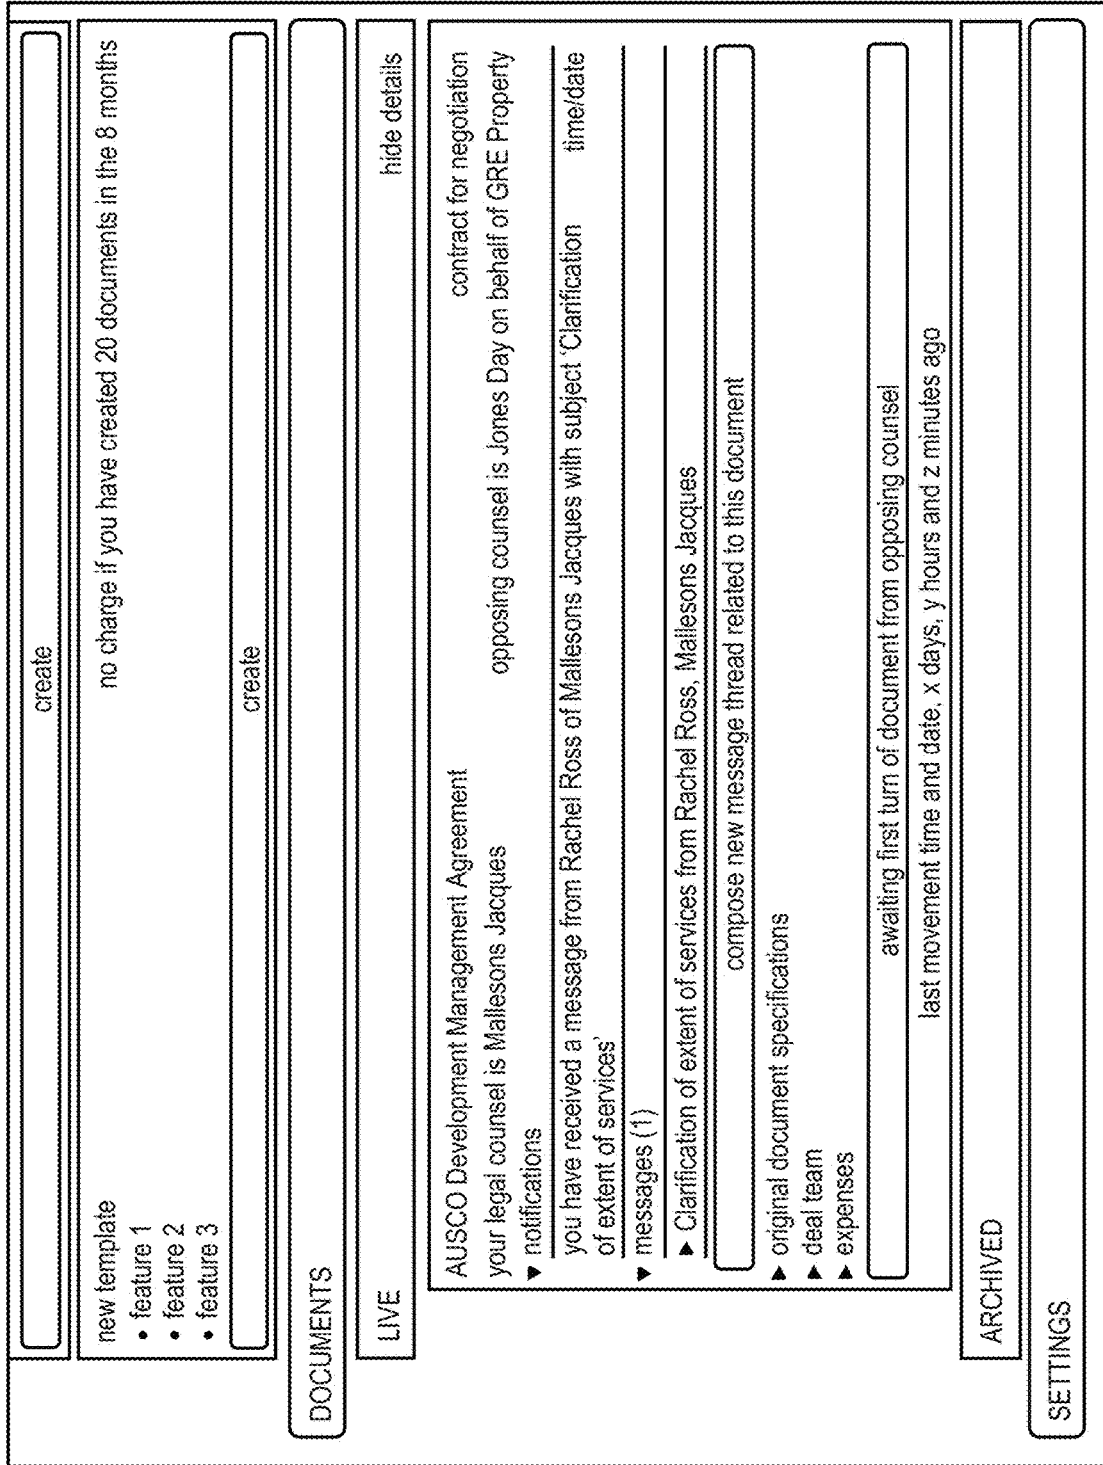 create
new template no charge if you have created 20 documents in the 8 months
• feature 1
• feature 2
• feature 3
create
DOCUMENTS
LIVE hide details
AUSCO Development Management Agreement contract for negotiation
your legal counsel is Mallesons Jacques opposing counsel is Jones Day on behalf of GRE Property
▼ notifications
you have received a message from Rachel Ross of Mallesons Jacques with subject ‘Clarification time/date
of extent of services’
▼ messages (1)
► Clarification of extent of services from Rachel Ross, Mallesons Jacques
compose new message thread related to this document
► original document specifications
► deal team
► expenses
awaiting first turn of document from opposing counsel
last movement time and date, x days, y hours and z minutes ago
ARCHIVED
SETTINGS